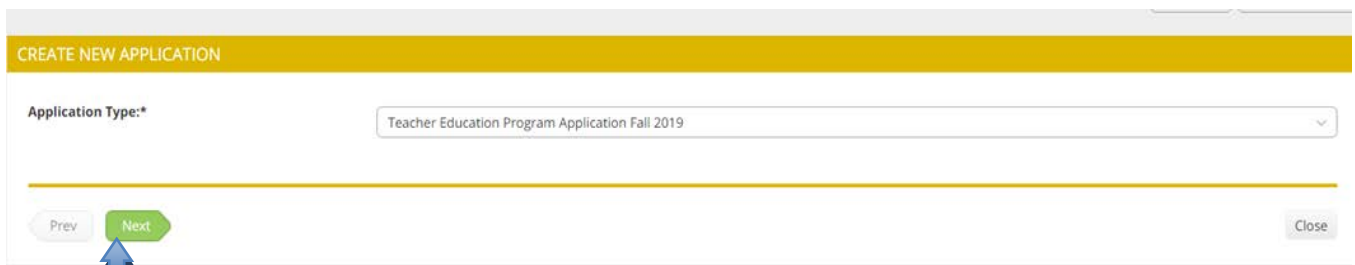 CREATE NEW APPLICATION
Application Type:*
Teacher Education Program Application Fall 2019
Prev
Next
Close